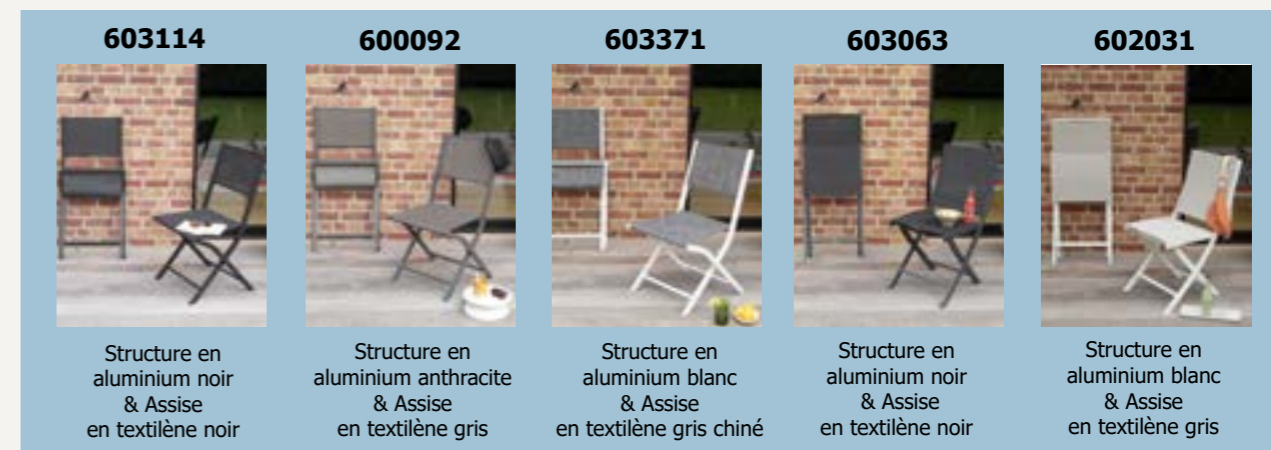 603114
Structure en
aluminium noir
& Assise
en textilène noir
600092
Structure en
aluminium anthracite
& Assise
en textilène gris
603371
Structure en
aluminium blanc
& Assise
en textilène gris chiné
603063
Structure en
aluminium noir
& Assise
en textilène noir
602031
Structure en
aluminium blanc
& Assise
en textilène gris